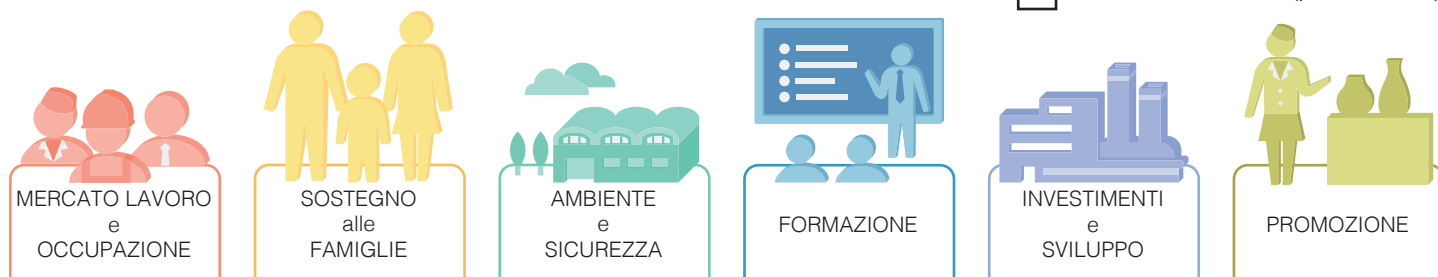 MERCATO LAVORO
e
OCCUPAZIONE
SOSTEGNO
alle
FAMIGLIE
AMBIENTE
e
SICUREZZA
FORMAZIONE
INVESTIMENTI
e
SVILUPPO
PROMOZIONE